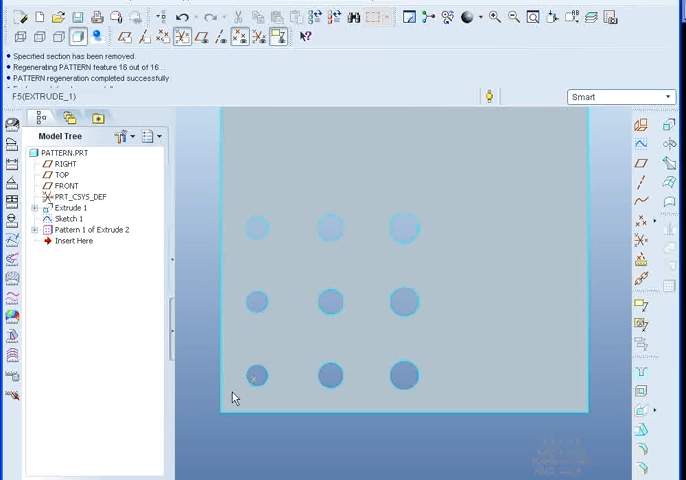 Specified section has been removed.
Regenerating PATTERN feature 16 out of 16 ...
PATTERN regeneration completed successfully.
F5(EXTRUDE_1)
Smart
Model Tree
PATTERN.PRT
RIGHT
TOP
FRONT
PRT_CSYS_DEF
Extrude 1
Sketch 1
Pattern 1 of Extrude 2
Insert Here